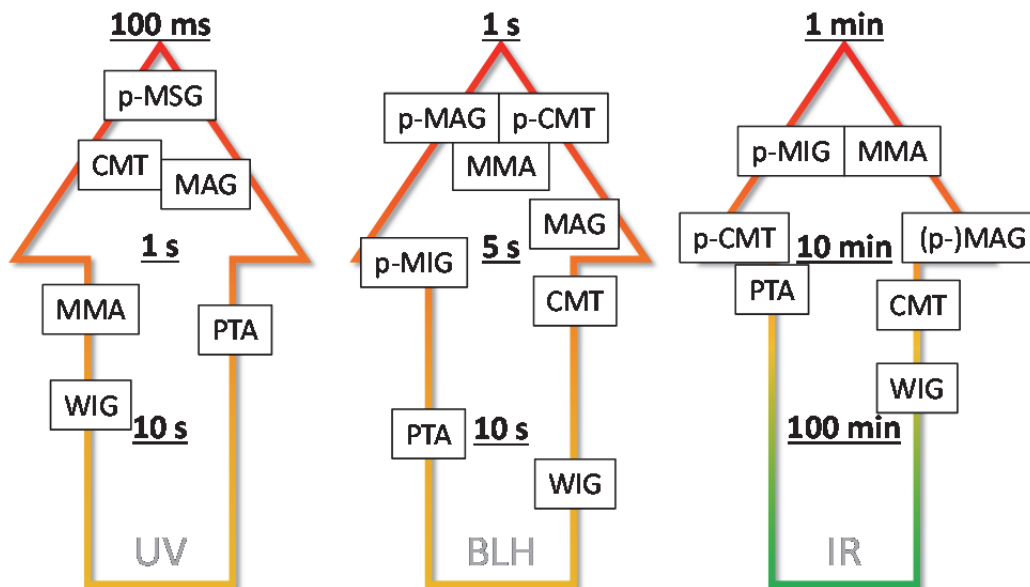 100 ms
p-MSG
CMT
MAG
1 s
MMA
PTA
WIG
10 s
UV
1 s
p-MAG
p-CMT
MMA
MAG
p-MIG
5 s
CMT
PTA
10 s
WIG
BLH
1 min
p-MIG
MMA
p-CMT
10 min
(p-)MAG
PTA
CMT
WIG
100 min
IR